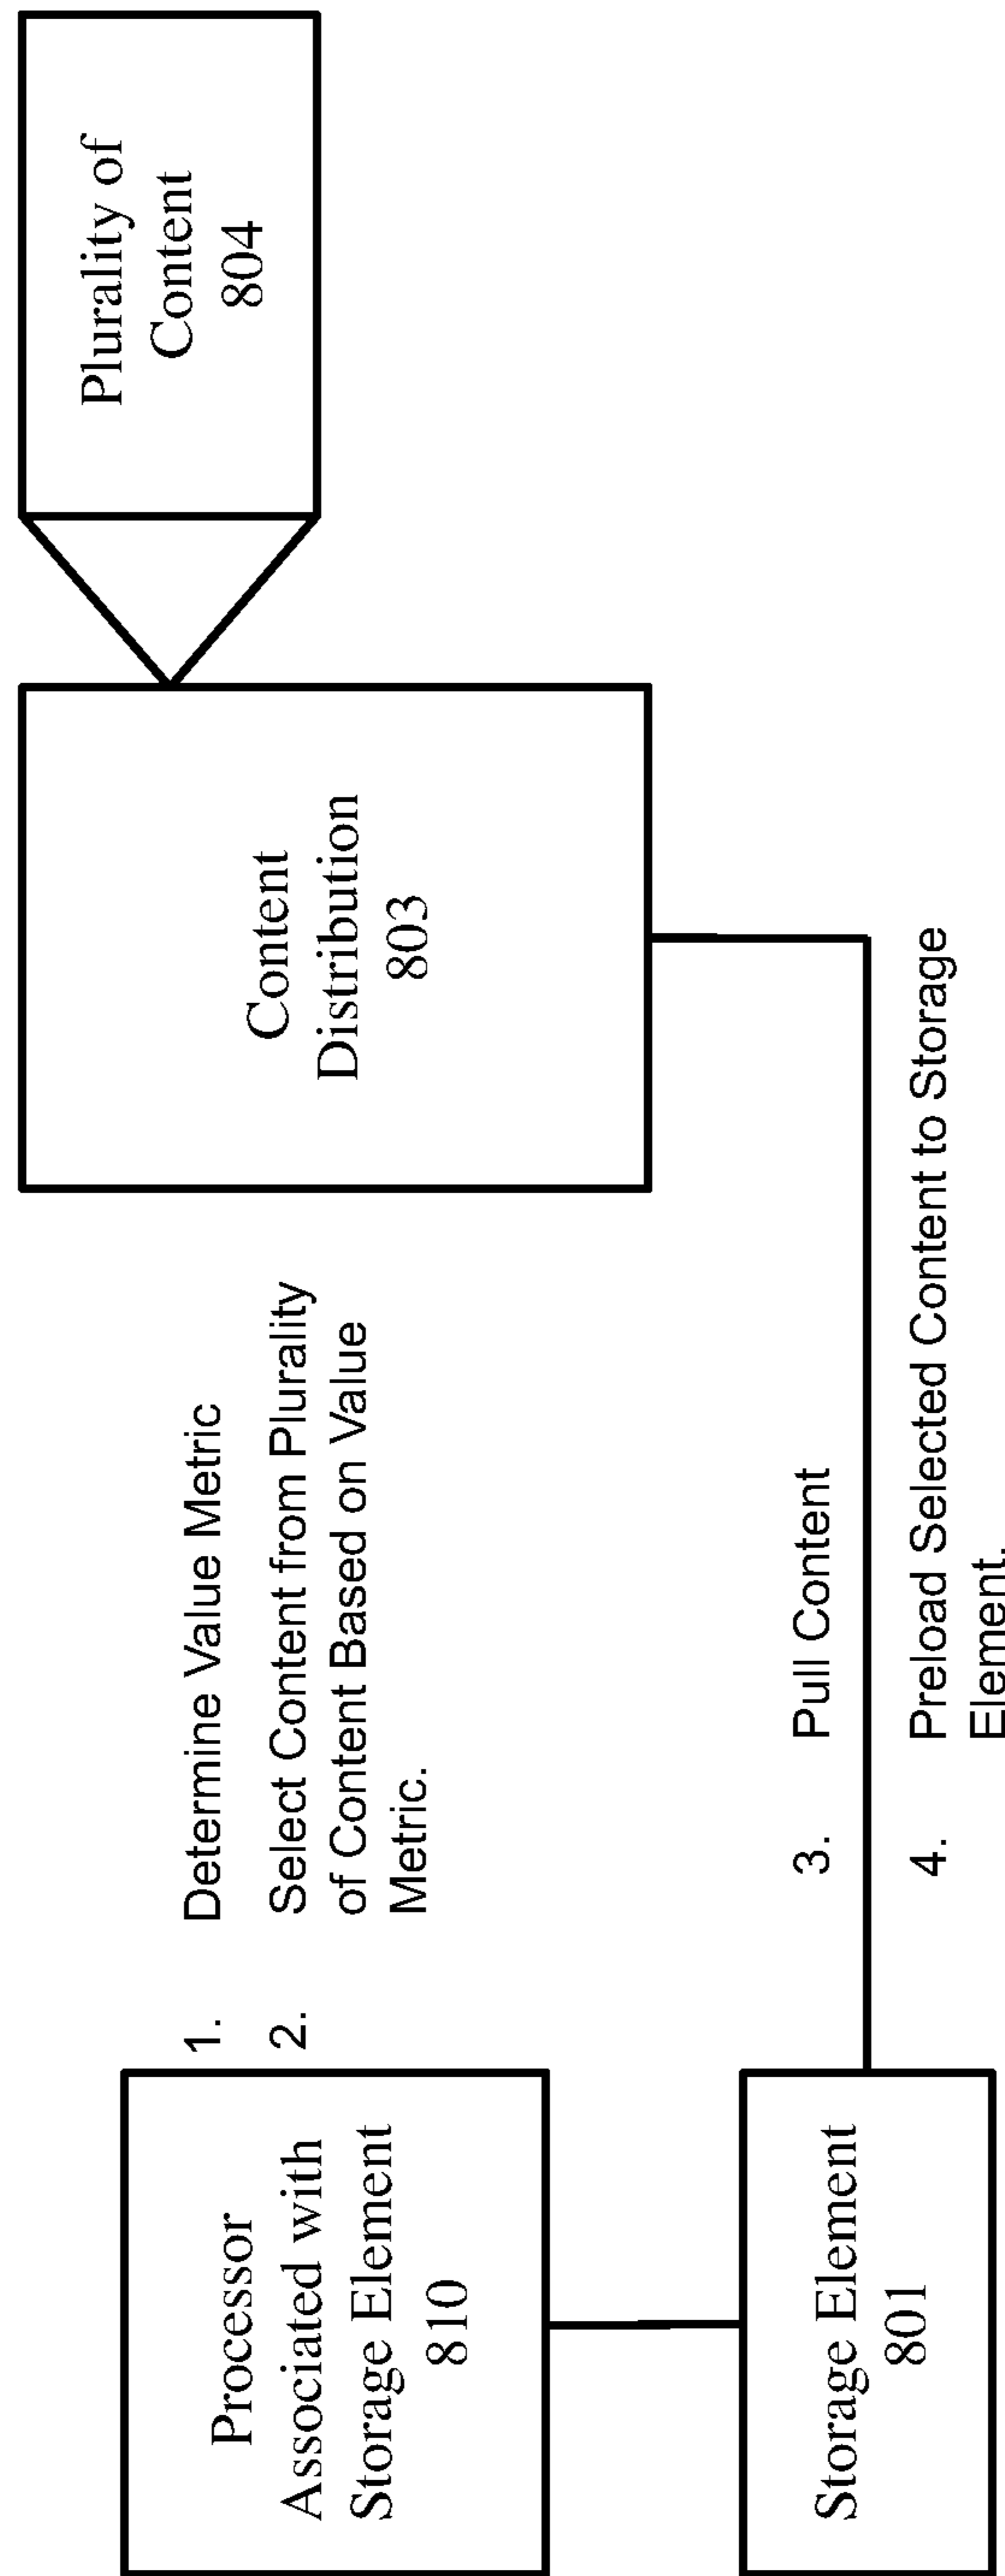 Processor
Associated with
Storage Element
810
1. Determine Value Metric
2. Select Content from Plurality
of Content Based on Value
Metric.
Content
Distribution
803
Plurality of
Content
804
Storage Element
801
3. Pull Content
4. Preload Selected Content to Storage
Element.